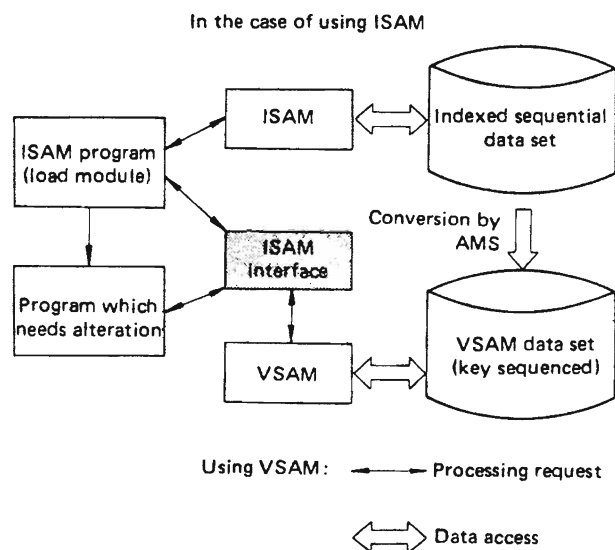 In the case of using ISAM
ISAM
Indexed sequential
data set
ISAM program
(load module)
Conversion by
AMS
ISAM
interface
Program which
needs alteration
VSAM data set
(key sequenced)
VSAM
Using VSAM: Processing request
Data access